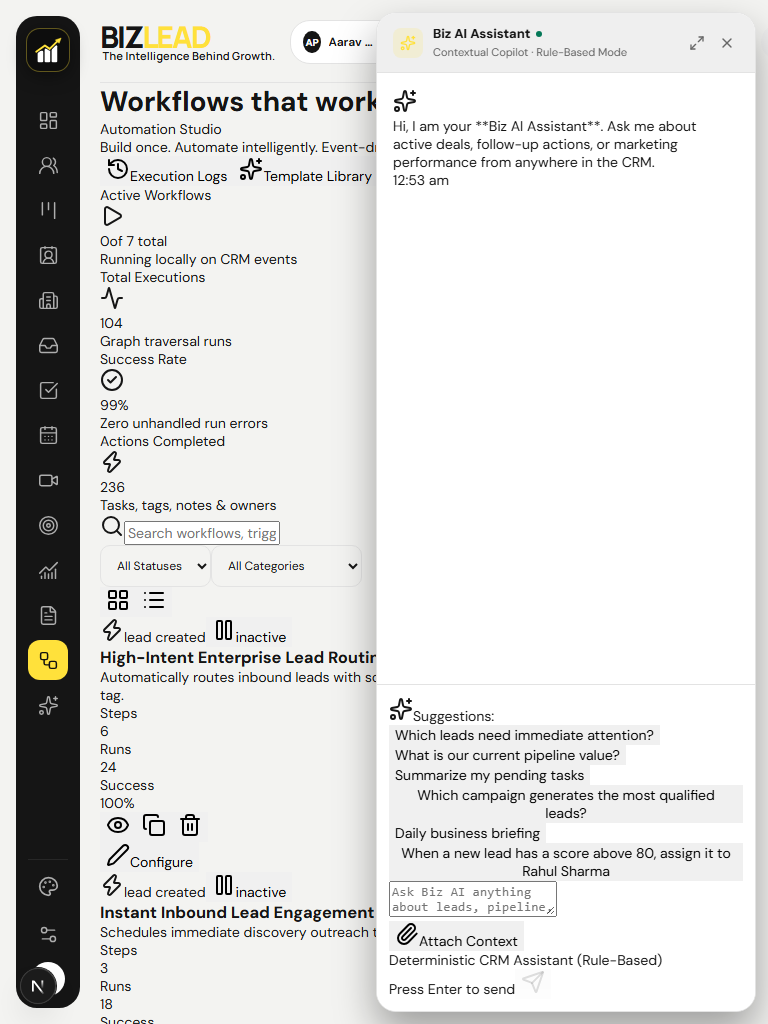 BIZLEAD
The Intelligence Behind Growth.
AP
Aarav ...
Workflows that work
Automation Studio
Build once. Automate intelligently. Event-d
Execution Logs
Template Library
Active Workflows
0of 7 total
Running locally on CRM events
Total Executions
104
Graph traversal runs
Success Rate
99%
Zero unhandled run errors
Actions Completed
236
Tasks, tags, notes & owners
Search workflows, trigg
All Statuses
All Categories
lead created
inactive
High-Intent Enterprise Lead Routin
Automatically routes inbound leads with sc
tag.
Steps
6
Runs
24
Success
100%
Configure
lead created
inactive
Instant Inbound Lead Engagement
Schedules immediate discovery outreach t
Steps
3
Runs
18
Success
N
Biz AI Assistant
Contextual Copilot · Rule-Based Mode
Hi, I am your **Biz AI Assistant**. Ask me about
active deals, follow-up actions, or marketing
performance from anywhere in the CRM.
12:53 am
Suggestions:
Which leads need immediate attention?
What is our current pipeline value?
Summarize my pending tasks
Which campaign generates the most qualified
leads?
Daily business briefing
When a new lead has a score above 80, assign it to
Rahul Sharma
Ask Biz AI anything
about leads, pipeline,
Attach Context
Deterministic CRM Assistant (Rule-Based)
Press Enter to send